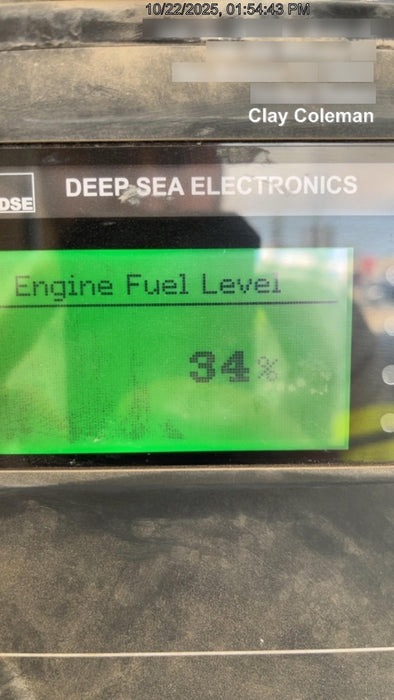 10/22/2025, 01:54:43 PM
Clay Coleman
DSE
DEEP SEA ELECTRONICS
Engine Fuel Level
34%